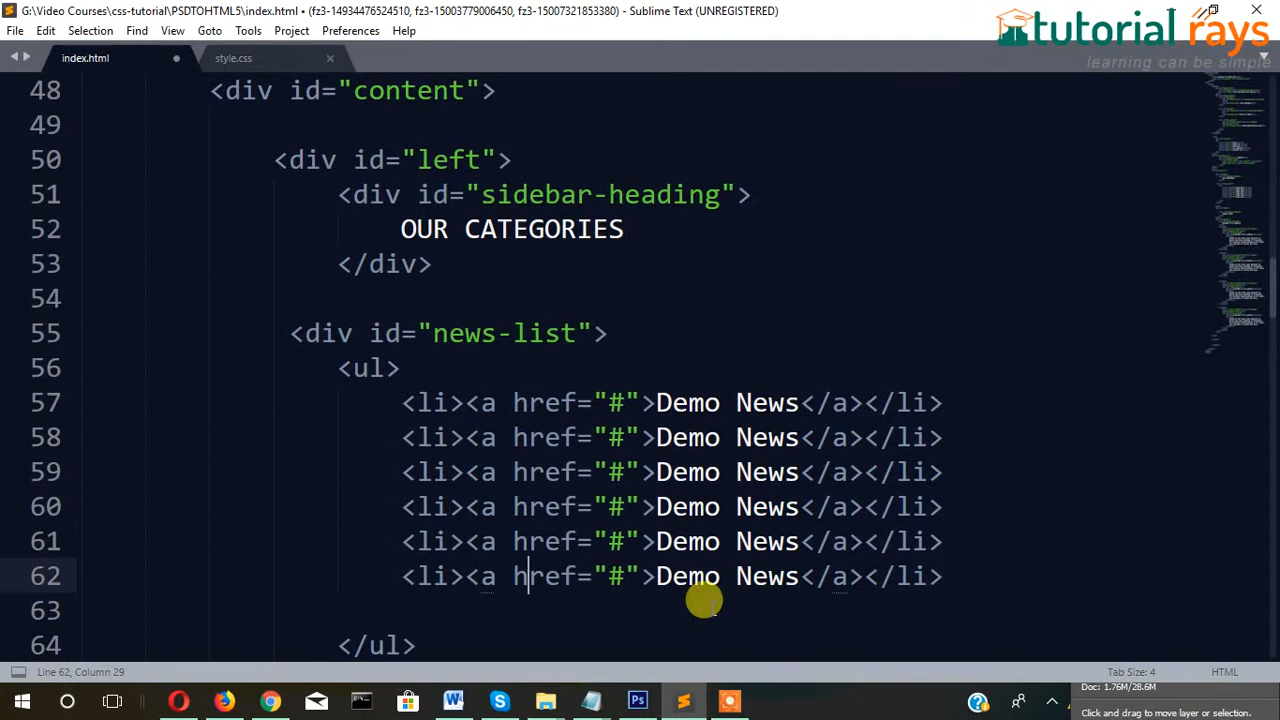 G:\Video Courses\css-tutorial\PSDTOHTML5\index.html • (fz3-14934476524510, fz3-15003779006450, fz3-15007321853380) - Sublime Text (UNREGISTERED)
File Edit Selection Find View Goto Tools Project Preferences Help
tutorial rays
learning can be simple
index.html style.css
48 <div id="content">
49
50 <div id="left">
51 <div id="sidebar-heading">
52 OUR CATEGORIES
53 </div>
54
55 <div id="news-list">
56 <ul>
57 <li><a href="#">Demo News</a></li>
58 <li><a href="#">Demo News</a></li>
59 <li><a href="#">Demo News</a></li>
60 <li><a href="#">Demo News</a></li>
61 <li><a href="#">Demo News</a></li>
62 <li><a href="#">Demo News</a></li>
63
64 </ul>
Line 62, Column 29 Tab Size: 4 HTML
Doc: 1.76M/28.6M
Click and drag to move layer or selection.